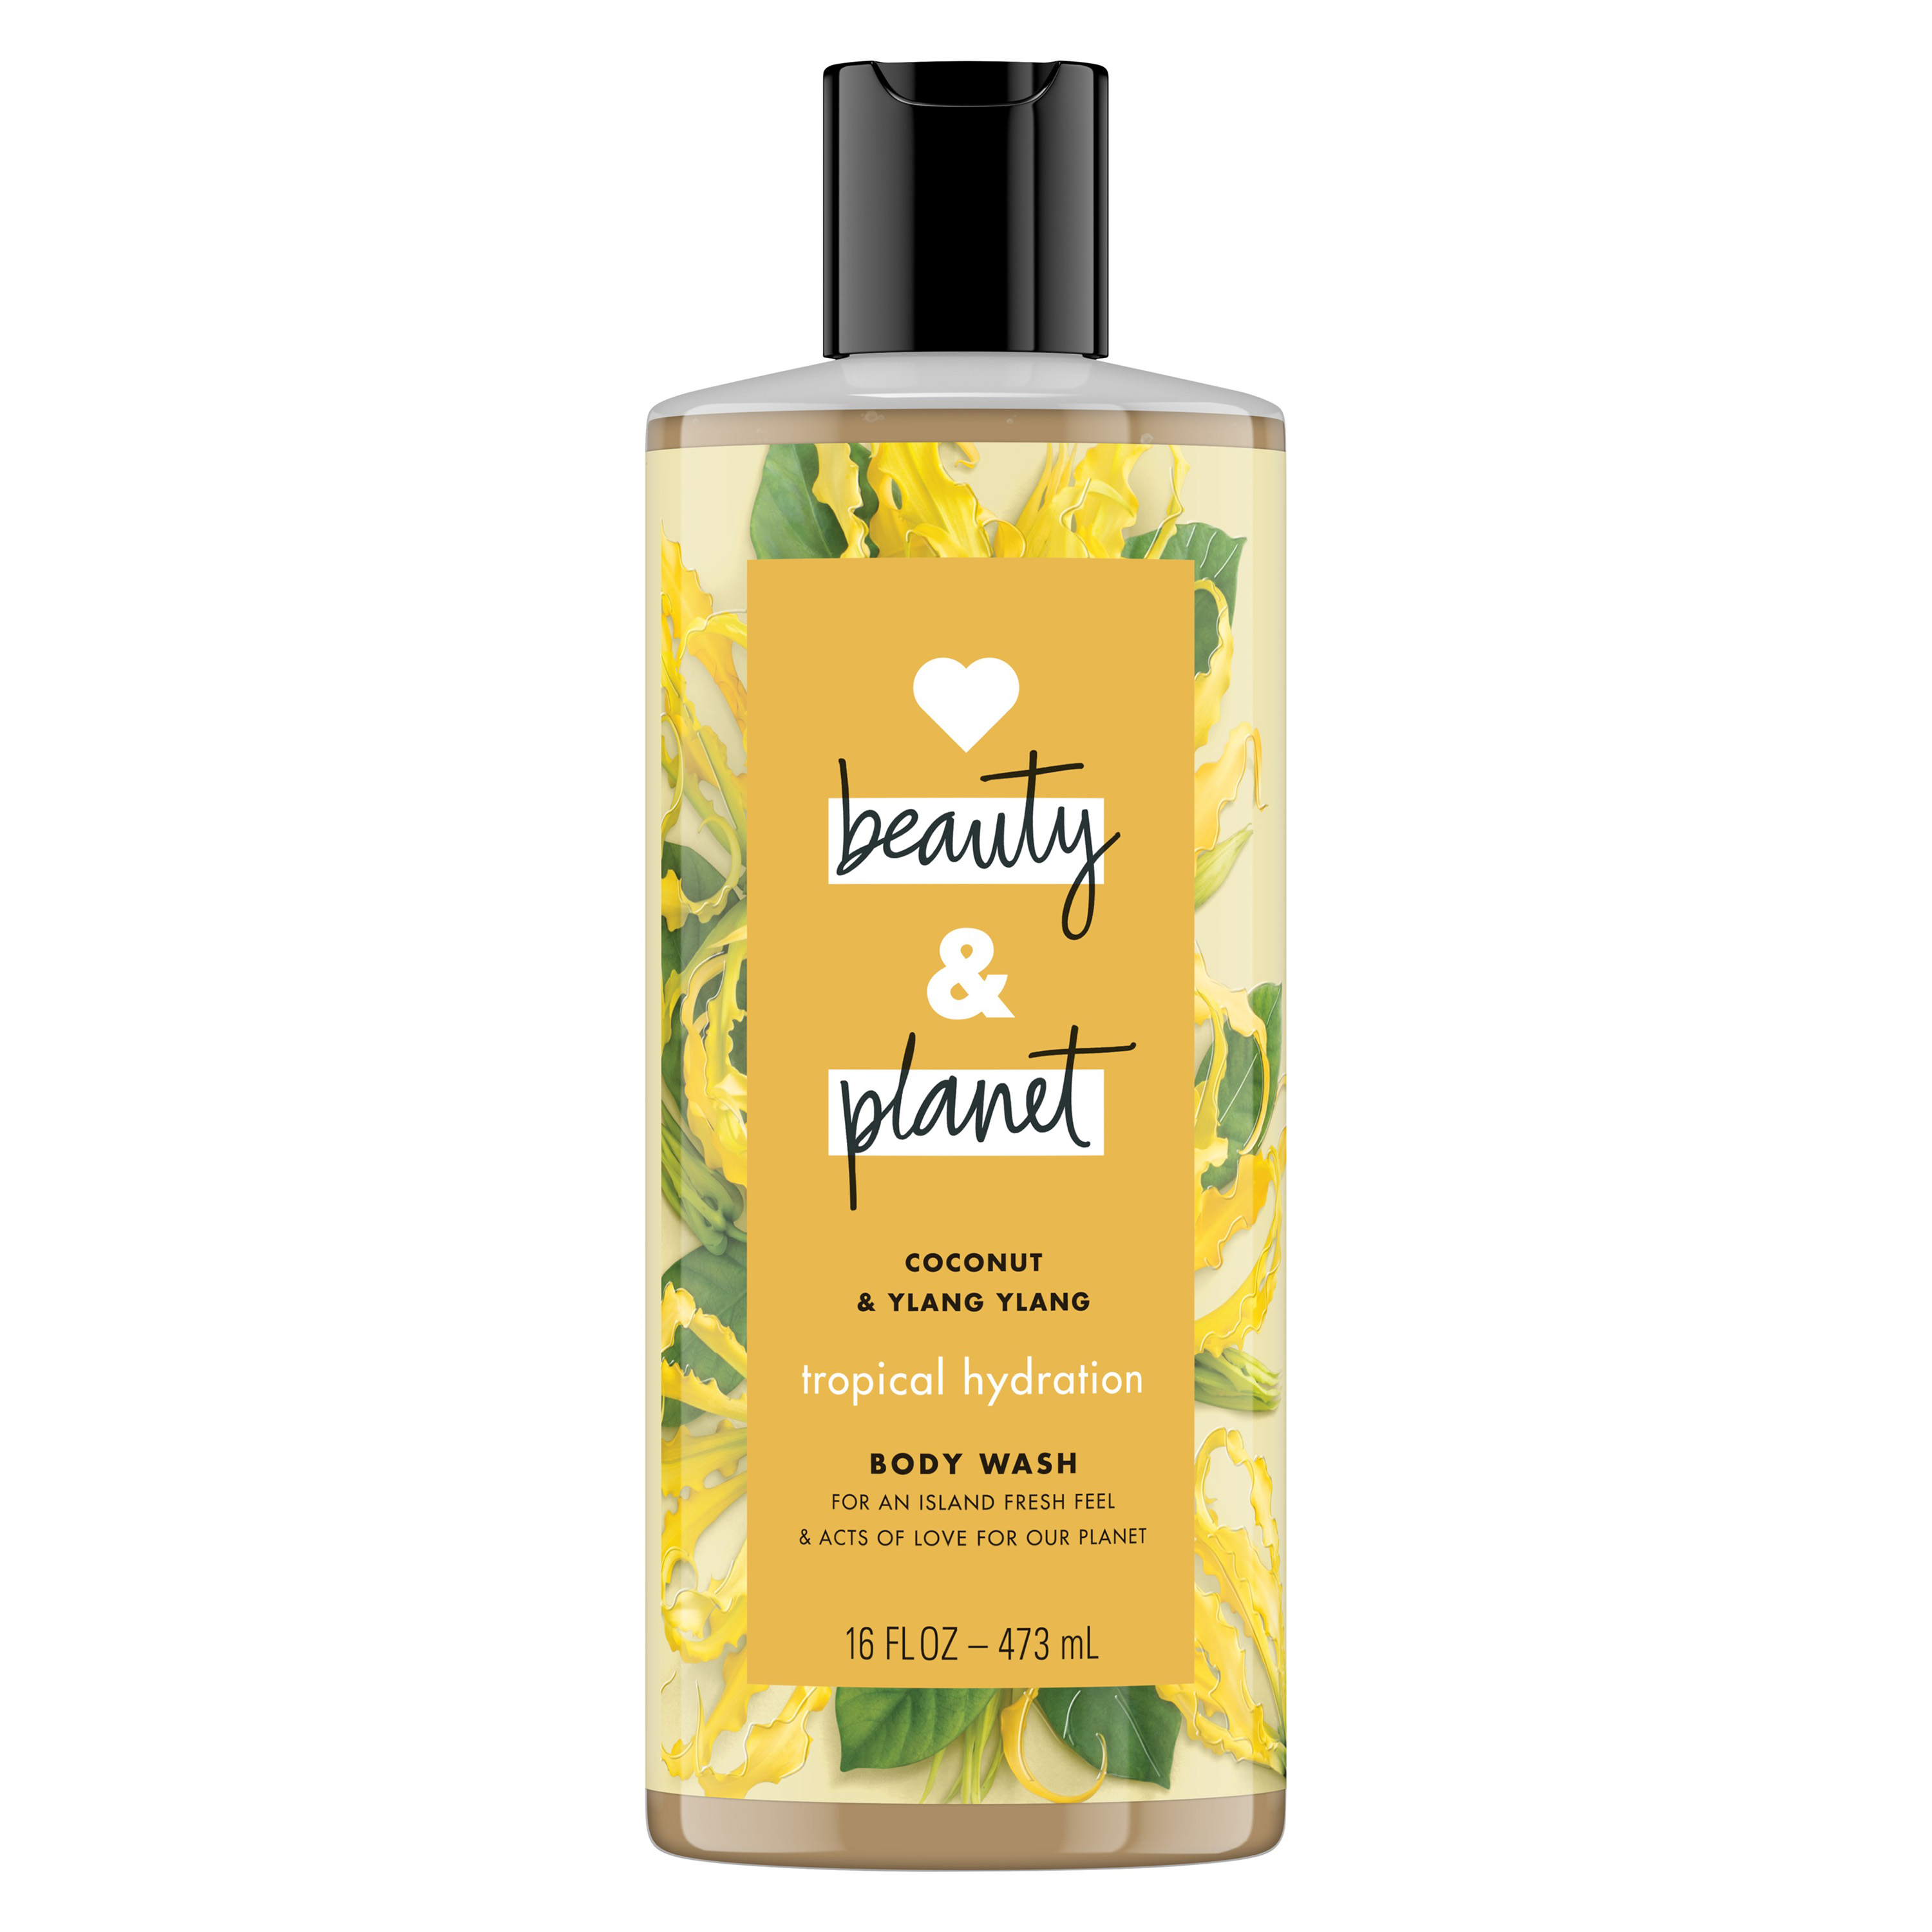 beauty
&
planet
COCONUT
& YLANG YLANG
tropical hydration
BODY WASH
FOR AN ISLAND FRESH FEEL
& ACTS OF LOVE FOR OUR PLANET
16 FL OZ – 473 mL